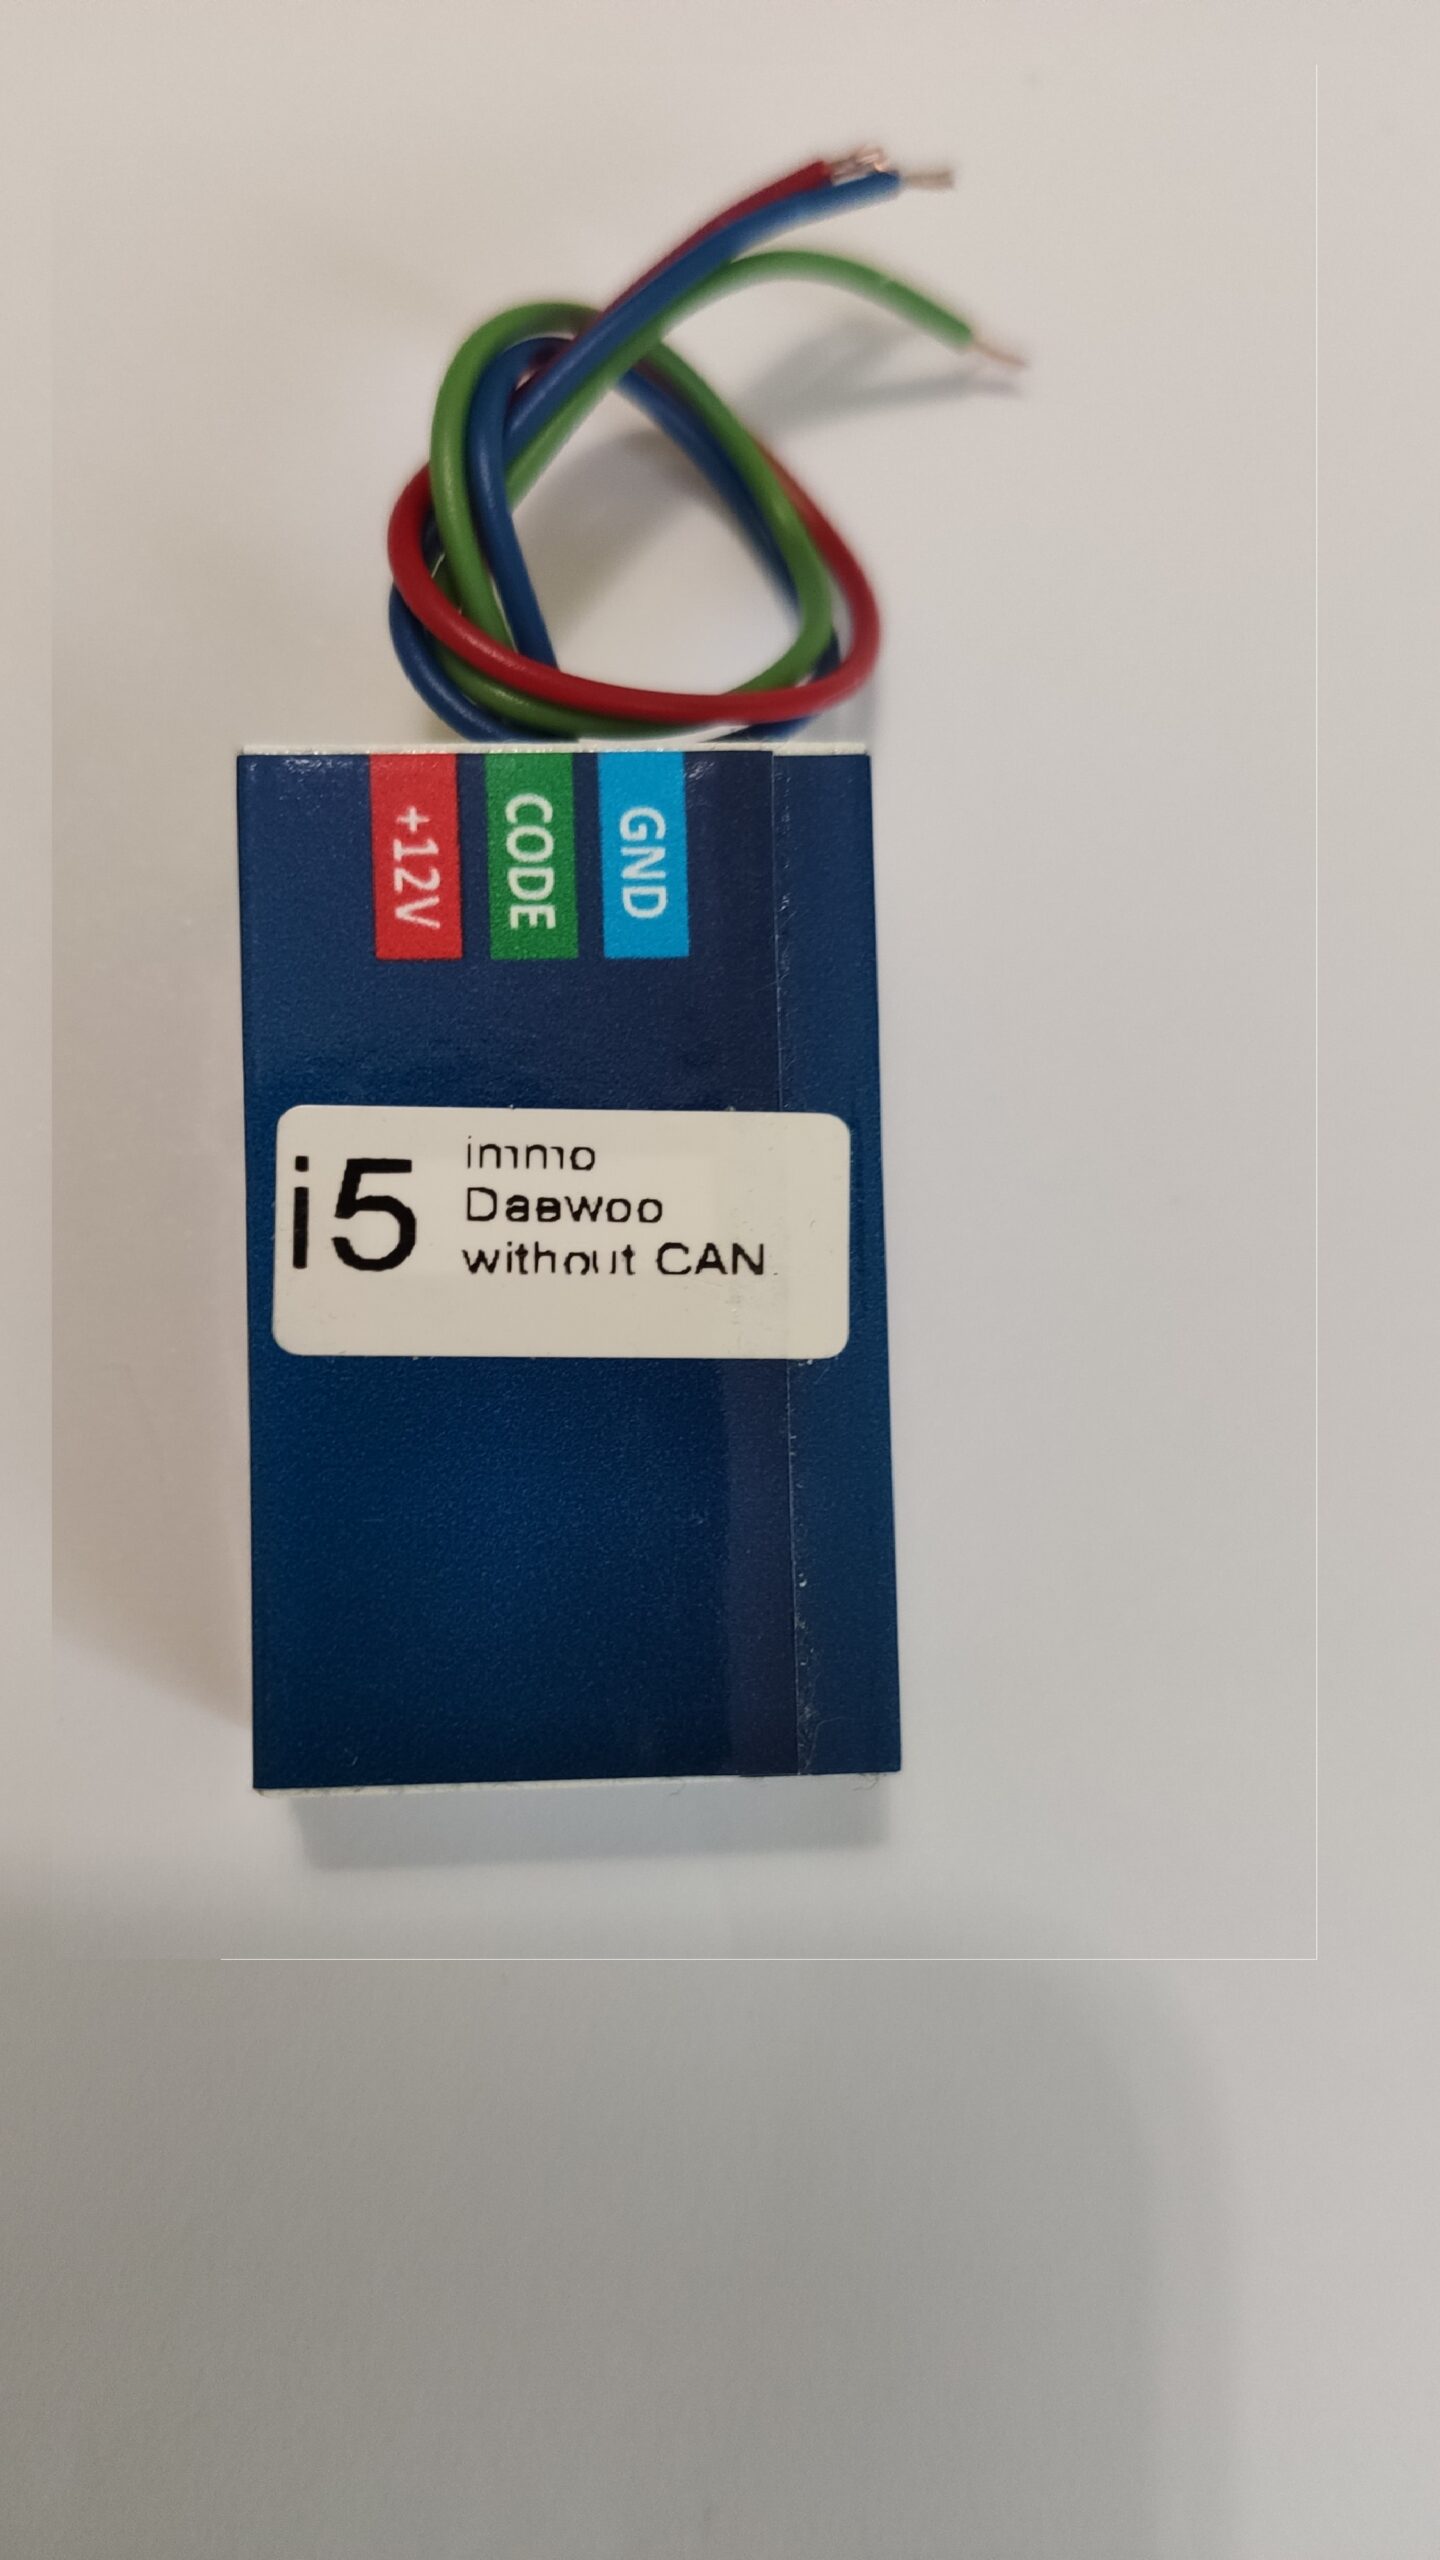 +12V
CODE
GND
i5
immo
Daewoo
without CAN